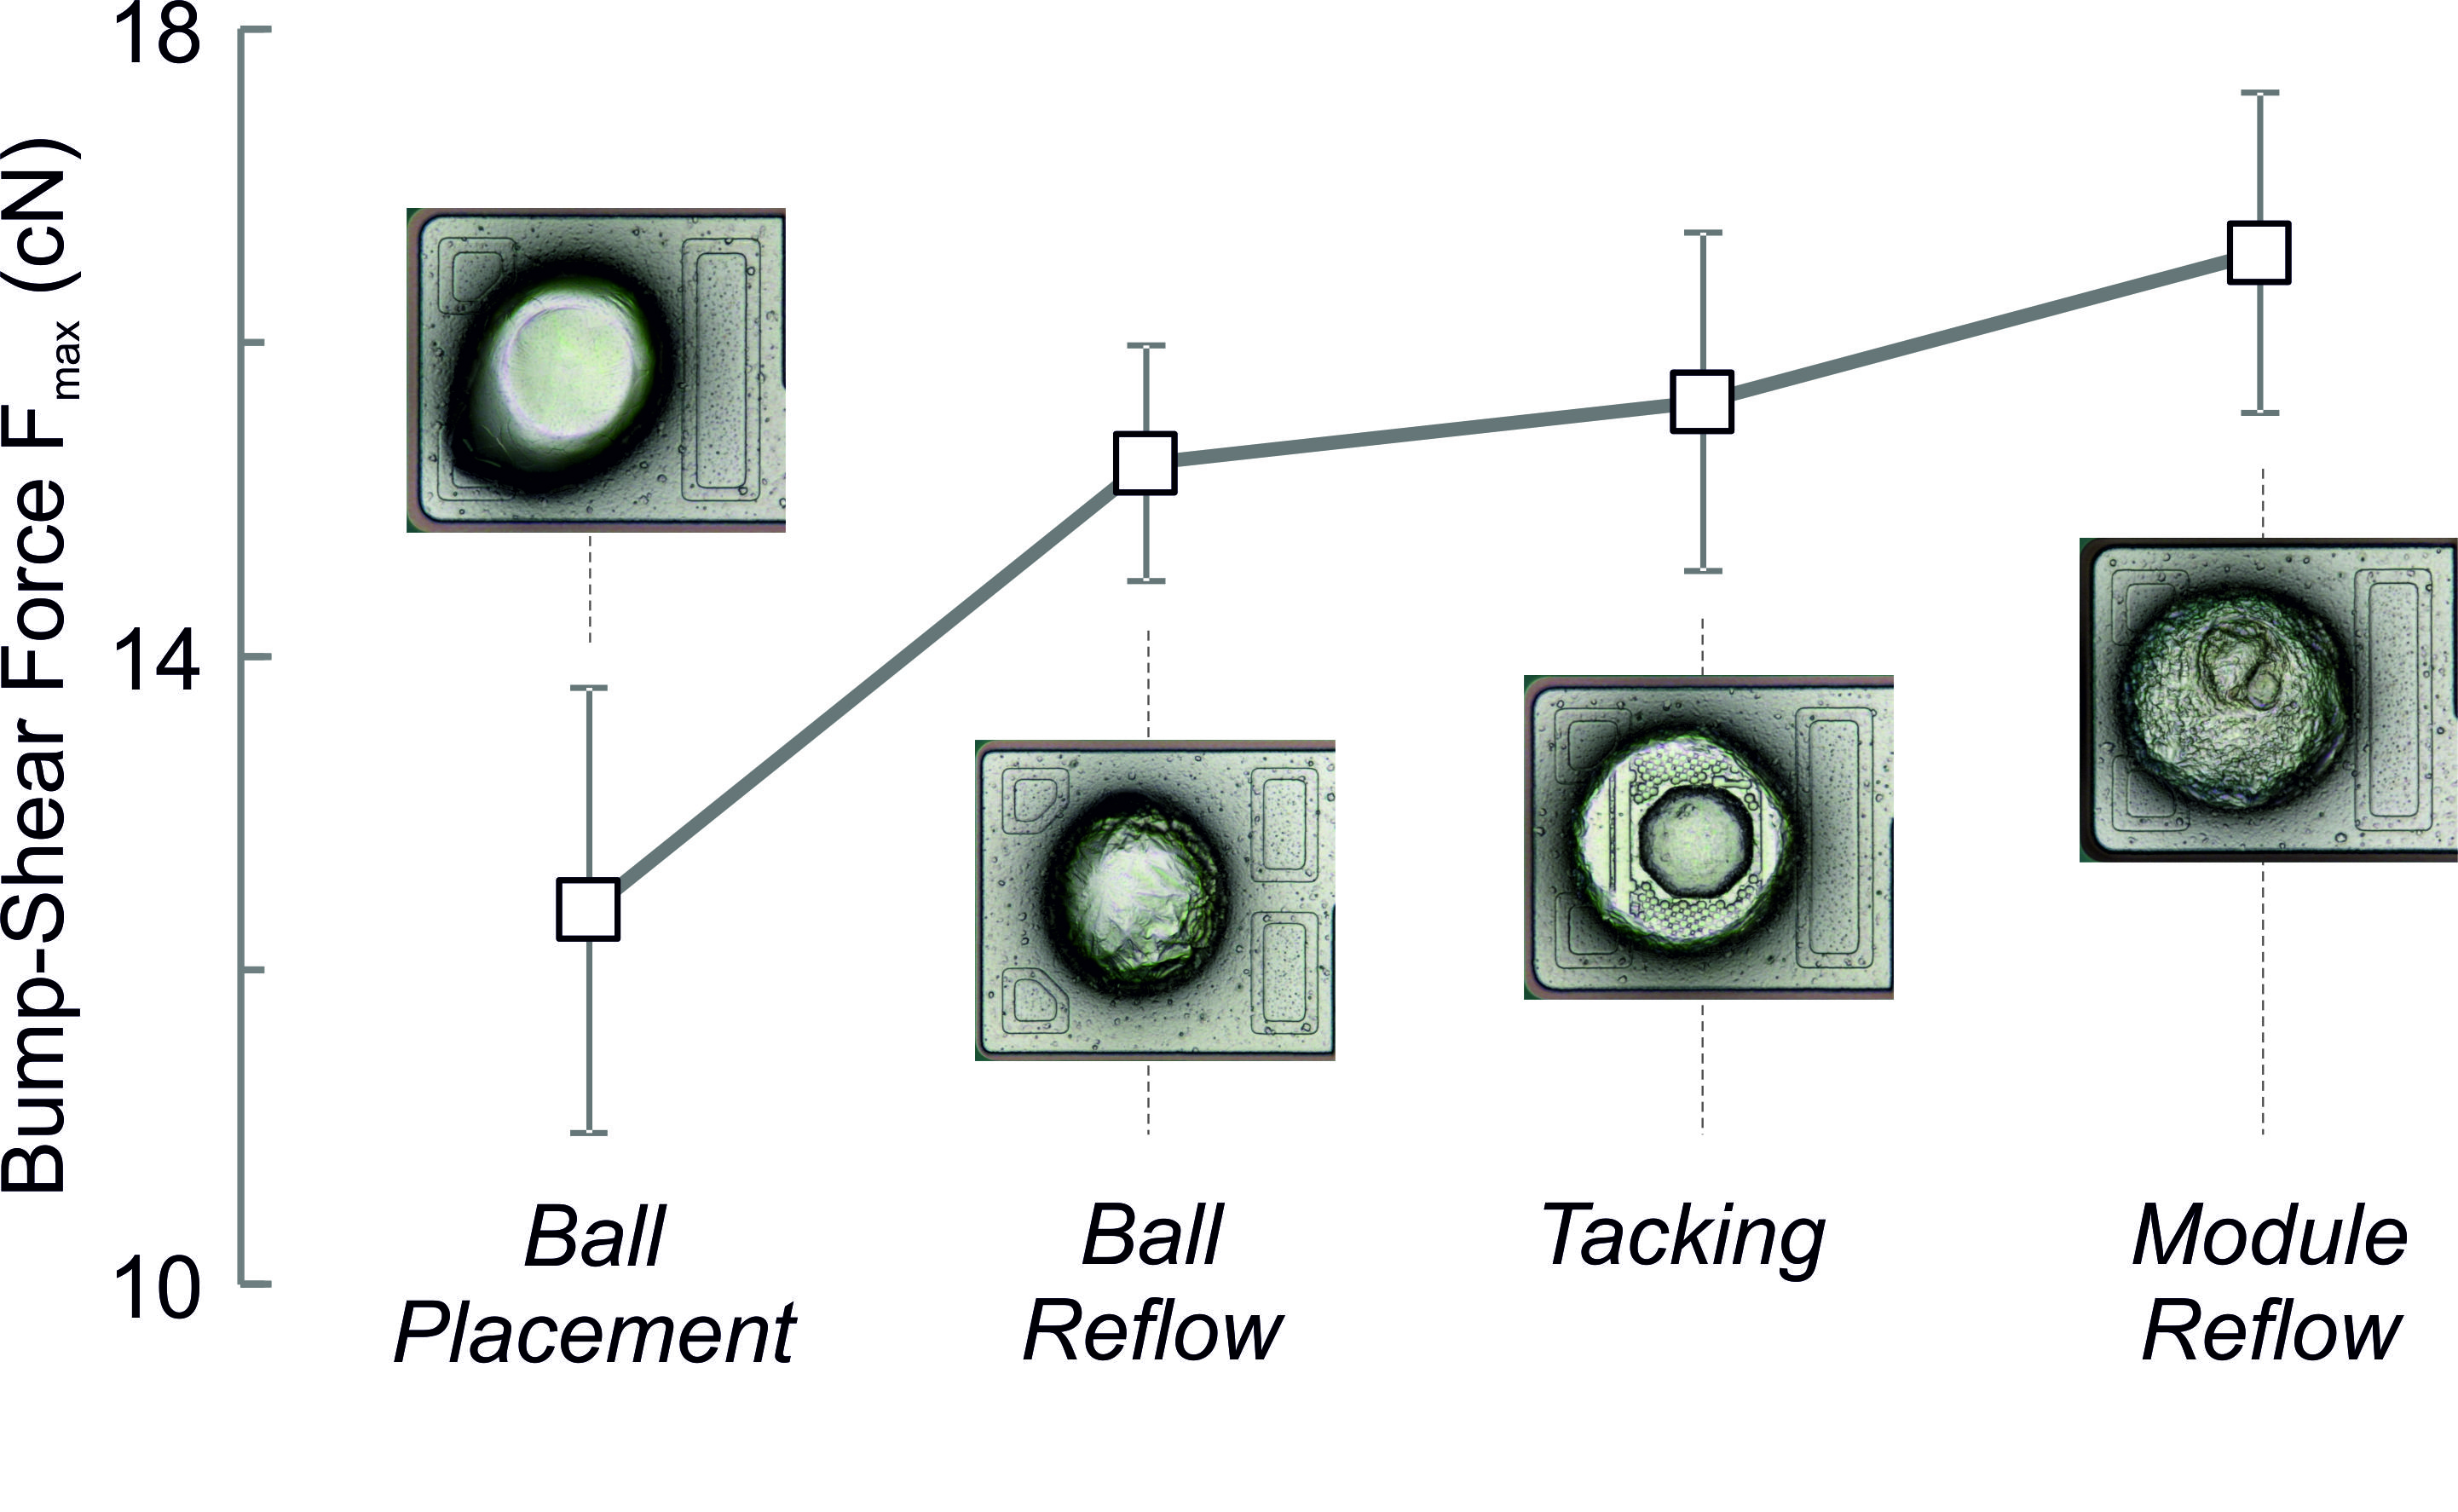 18
14
10
Bump-Shear Force Fmax (cN)
Ball
Placement
Ball
Reflow
Tacking
Module
Reflow